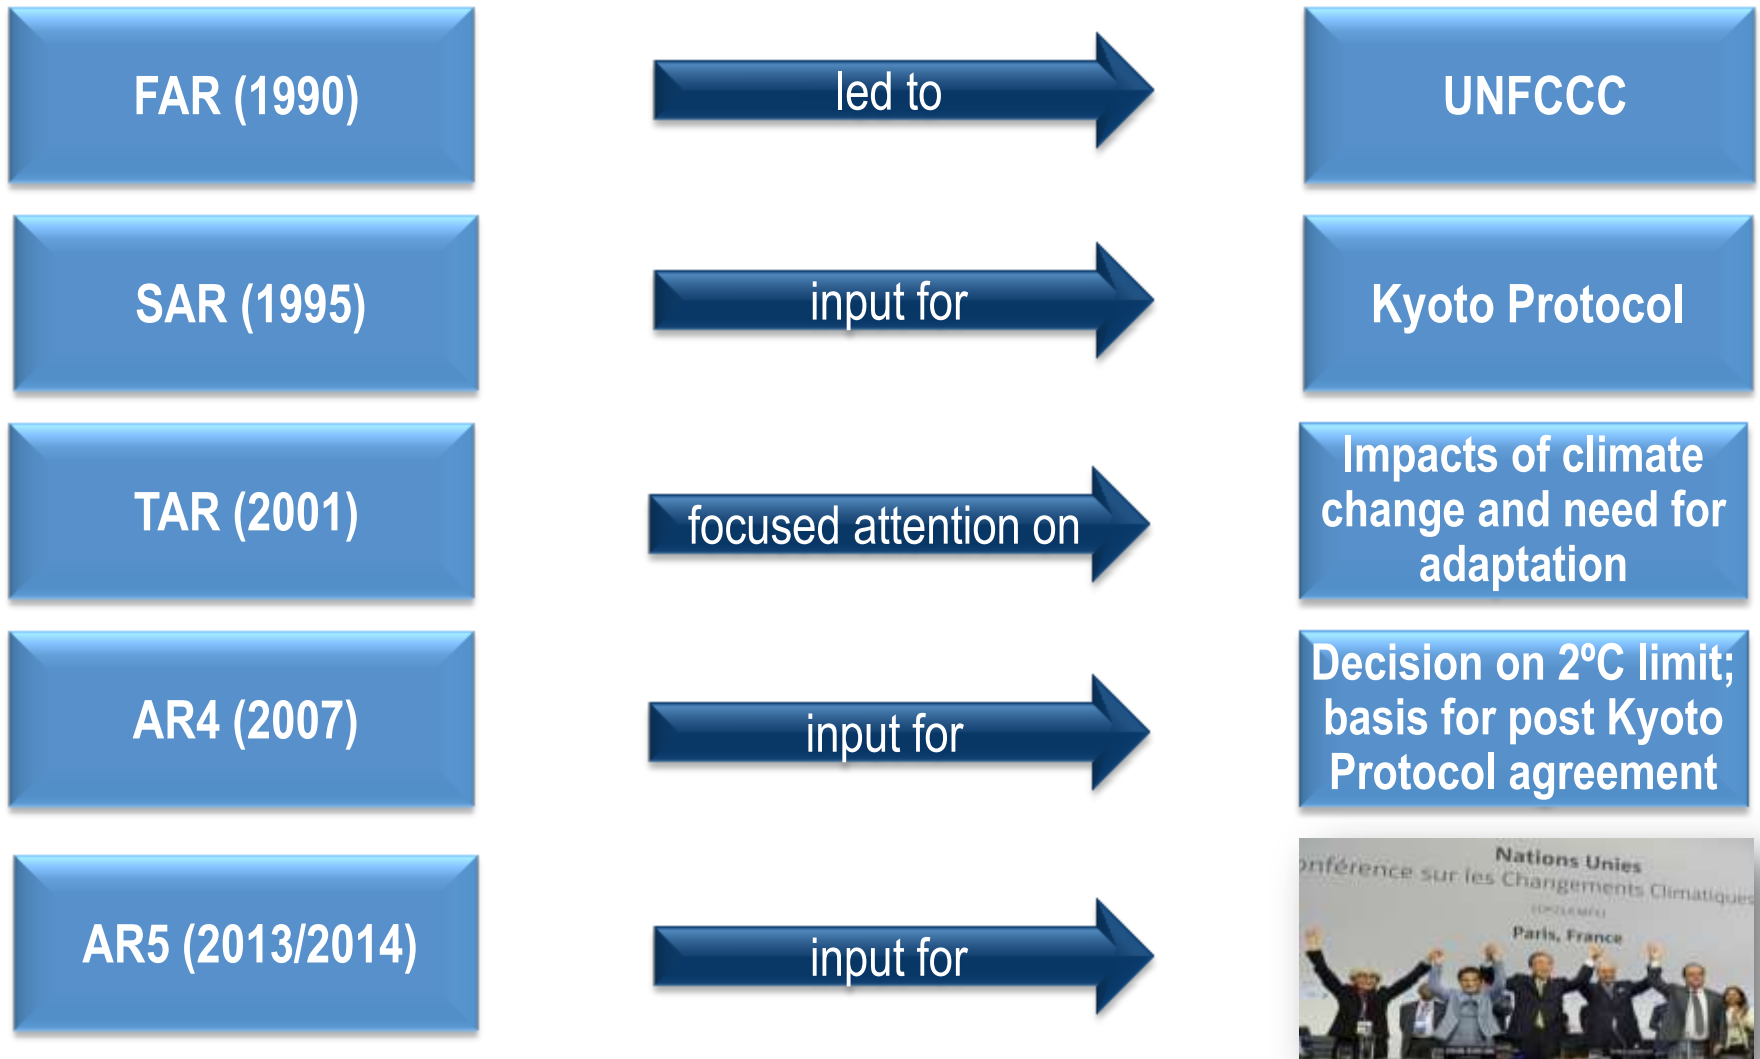 FAR (1990)
led to
UNFCCC
SAR (1995)
input for
Kyoto Protocol
TAR (2001)
focused attention on
Impacts of climate
change and need for
adaptation
AR4 (2007)
input for
Decision on 2ºC limit;
basis for post Kyoto
Protocol agreement
AR5 (2013/2014)
input for
Nations Unies
onférence sur les Changements Climatiques
Paris, France